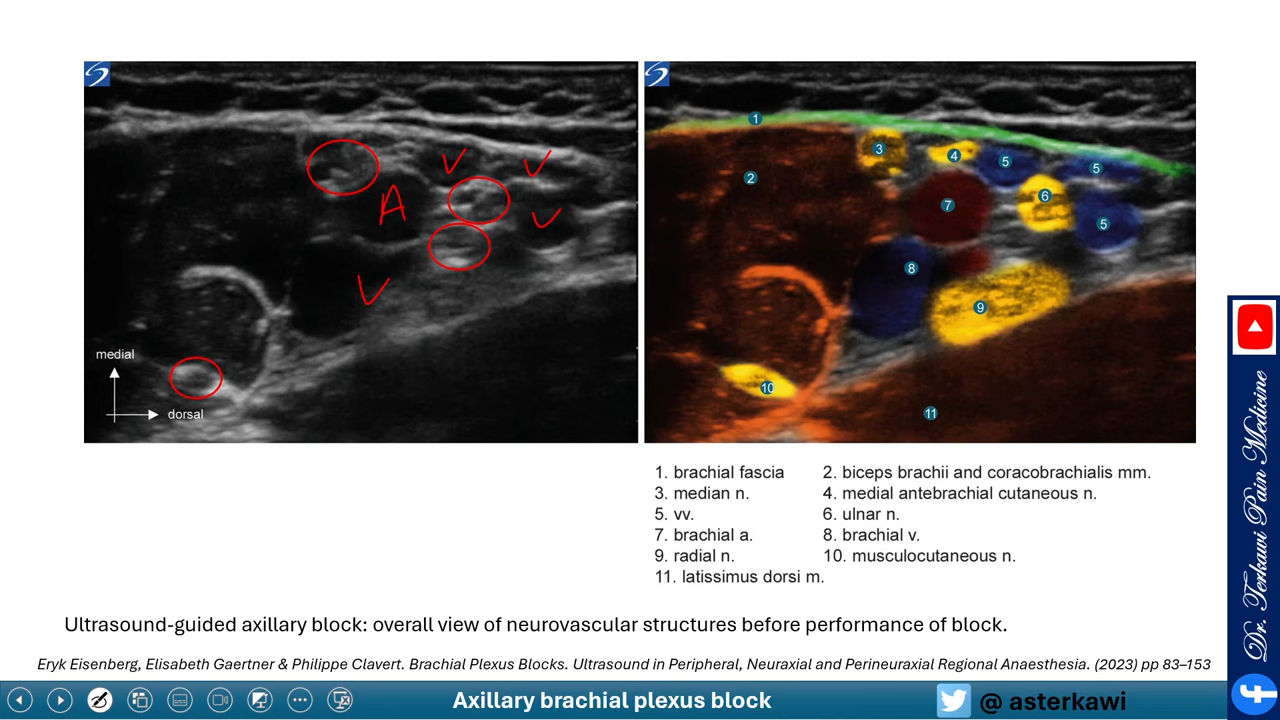 V
V
A
V
V
medial
dorsal
1
2
3
4
5
5
6
7
5
8
9
10
11
1. brachial fascia
2. biceps brachii and coracobrachialis mm.
3. median n.
4. medial antebrachial cutaneous n.
5. vv.
6. ulnar n.
7. brachial a.
8. brachial v.
9. radial n.
10. musculocutaneous n.
11. latissimus dorsi m.
Ultrasound-guided axillary block: overall view of neurovascular structures before performance of block.
Eryk Eisenberg, Elisabeth Gaertner & Philippe Clavert. Brachial Plexus Blocks. Ultrasound in Peripheral, Neuraxial and Perineuraxial Regional Anaesthesia. (2023) pp 83–153
Axillary brachial plexus block
@ asterkawi
Dr. Terkawi Pain Medicine